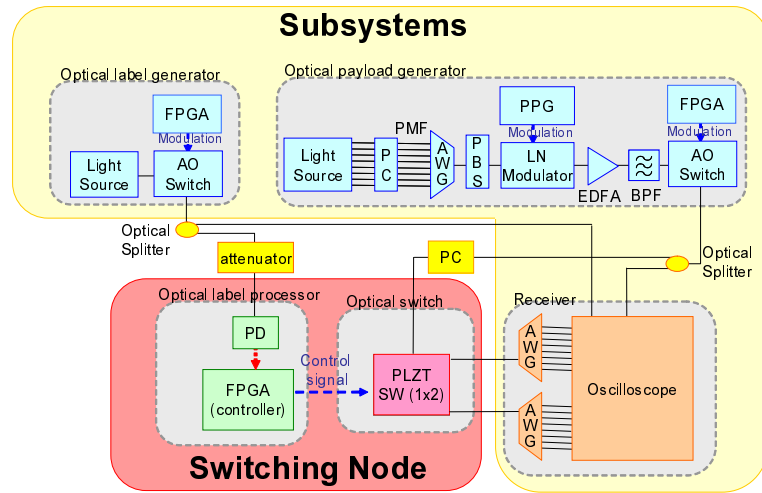 Subsystems
Optical label generator
FPGA
Modulation
Light
Source
AO
Switch
Optical payload generator
Light
Source
P
C
PMF
A
W
G
P
B
S
PPG
Modulation
LN
Modulator
EDFA
BPF
FPGA
Modulation
AO
Switch
Optical
Splitter
attenuator
PC
Optical
Splitter
Optical label processor
PD
FPGA
(controller)
Control
signal
Optical switch
PLZT
SW (1x2)
Receiver
A
W
G
A
W
G
Oscilloscope
Switching Node